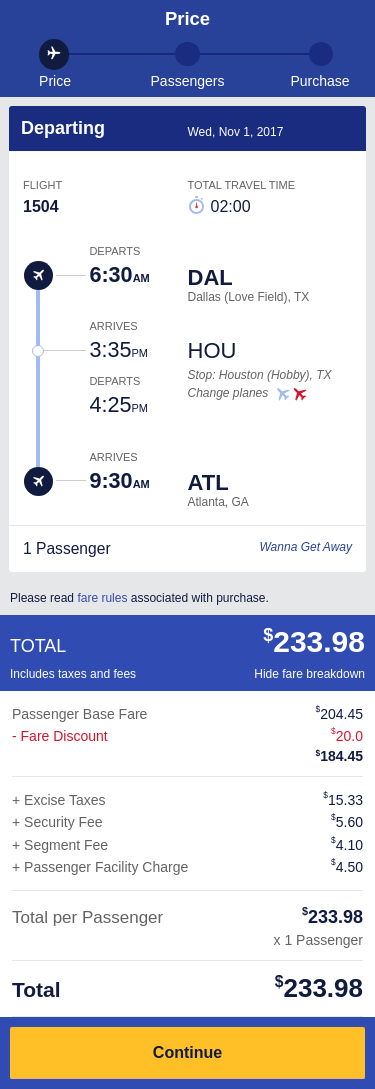 Price
Price Passengers Purchase
Departing Wed, Nov 1, 2017
FLIGHT TOTAL TRAVEL TIME
1504 02:00
DEPARTS
6:30AM DAL
Dallas (Love Field), TX
ARRIVES
3:35PM HOU
Stop: Houston (Hobby), TX
DEPARTS
Change planes
4:25PM
ARRIVES
9:30AM ATL
Atlanta, GA
1 Passenger Wanna Get Away
Please read fare rules associated with purchase.
TOTAL $233.98
Includes taxes and fees Hide fare breakdown
Passenger Base Fare $204.45
- Fare Discount $20.0
$184.45
+ Excise Taxes $15.33
+ Security Fee $5.60
+ Segment Fee $4.10
+ Passenger Facility Charge $4.50
Total per Passenger $233.98
x 1 Passenger
Total $233.98
Continue